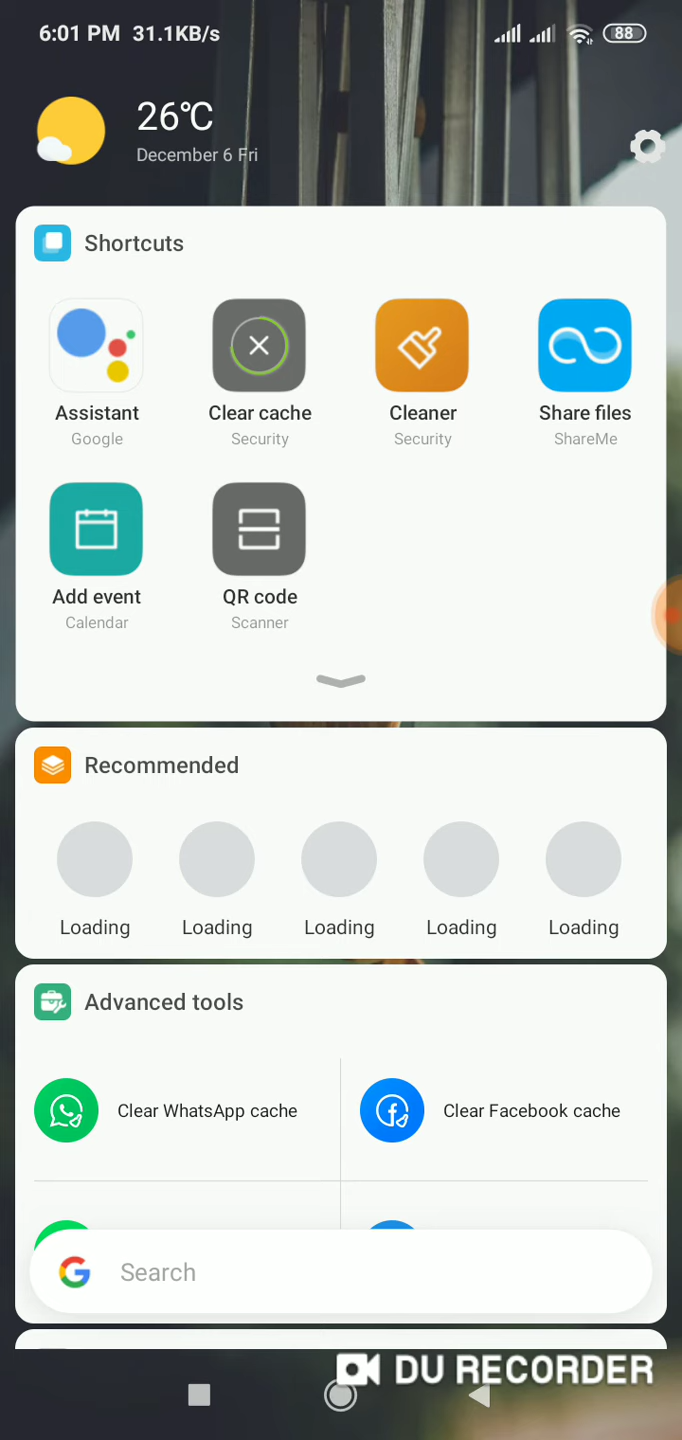 6:01 PM 31.1KB/s 88
26℃
December 6 Fri
Shortcuts
Assistant Clear cache Cleaner Share files
Google Security Security ShareMe
Add event QR code
Calendar Scanner
Recommended
Loading Loading Loading Loading Loading
Advanced tools
Clear WhatsApp cache Clear Facebook cache
Search
DU RECORDER